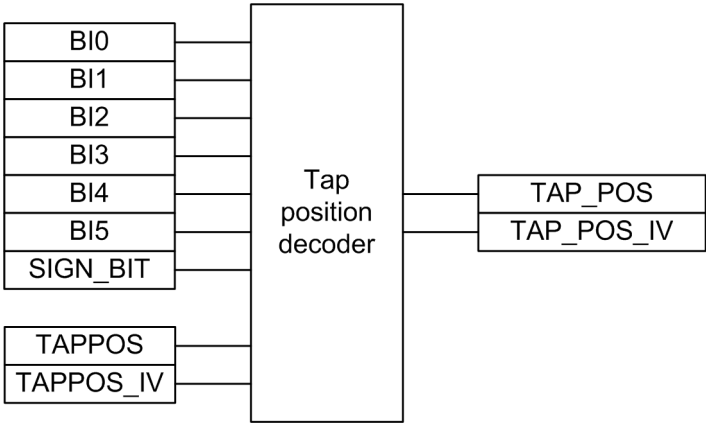 BI0
BI1
BI2
BI3
BI4
BI5
SIGN_BIT
TAPPOS
TAPPOS_IV
Tap
position
decoder
TAP_POS
TAP_POS_IV